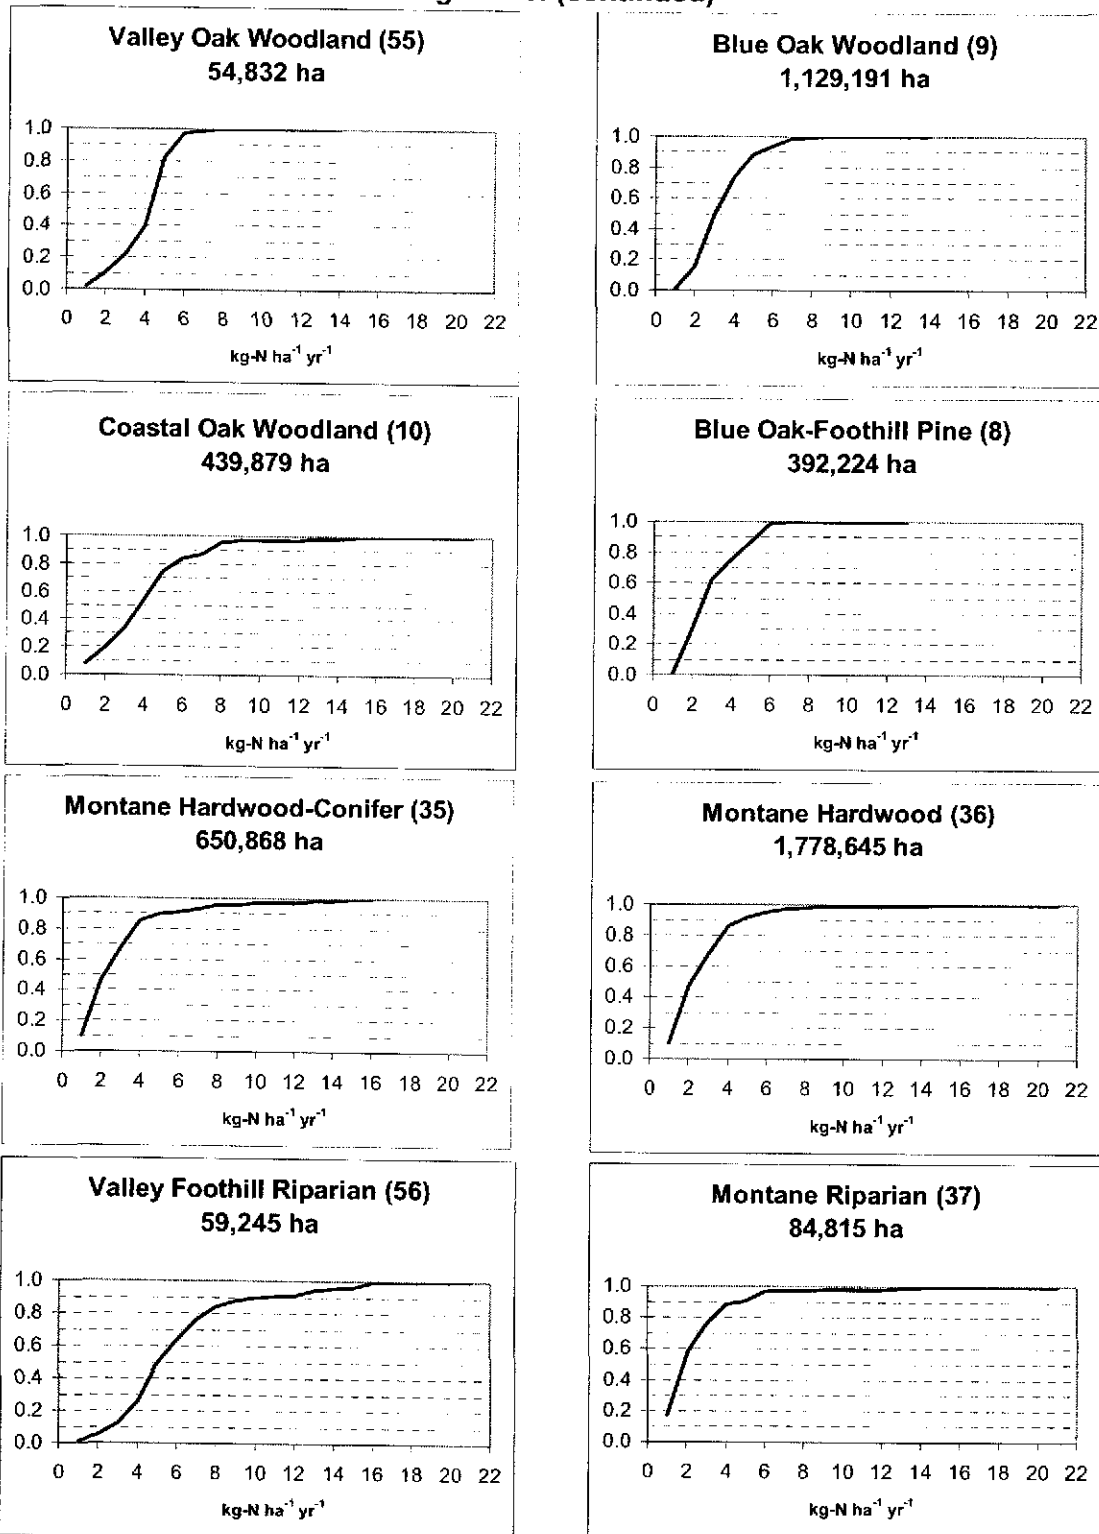 (continued)
Valley Oak Woodland (55)
54,832 ha
1.0
0.8
0.6
0.4
0.2
0.0
0 2 4 6 8 10 12 14 16 18 20 22
kg-N ha⁻¹ yr⁻¹
Blue Oak Woodland (9)
1,129,191 ha
1.0
0.8
0.6
0.4
0.2
0.0
0 2 4 6 8 10 12 14 16 18 20 22
kg-N ha⁻¹ yr⁻¹
Coastal Oak Woodland (10)
439,879 ha
1.0
0.8
0.6
0.4
0.2
0.0
0 2 4 6 8 10 12 14 16 18 20 22
kg-N ha⁻¹ yr⁻¹
Blue Oak-Foothill Pine (8)
392,224 ha
1.0
0.8
0.6
0.4
0.2
0.0
0 2 4 6 8 10 12 14 16 18 20 22
kg-N ha⁻¹ yr⁻¹
Montane Hardwood-Conifer (35)
650,868 ha
1.0
0.8
0.6
0.4
0.2
0.0
0 2 4 6 8 10 12 14 16 18 20 22
kg-N ha⁻¹ yr⁻¹
Montane Hardwood (36)
1,778,645 ha
1.0
0.8
0.6
0.4
0.2
0.0
0 2 4 6 8 10 12 14 16 18 20 22
kg-N ha⁻¹ yr⁻¹
Valley Foothill Riparian (56)
59,245 ha
1.0
0.8
0.6
0.4
0.2
0.0
0 2 4 6 8 10 12 14 16 18 20 22
kg-N ha⁻¹ yr⁻¹
Montane Riparian (37)
84,815 ha
1.0
0.8
0.6
0.4
0.2
0.0
0 2 4 6 8 10 12 14 16 18 20 22
kg-N ha⁻¹ yr⁻¹